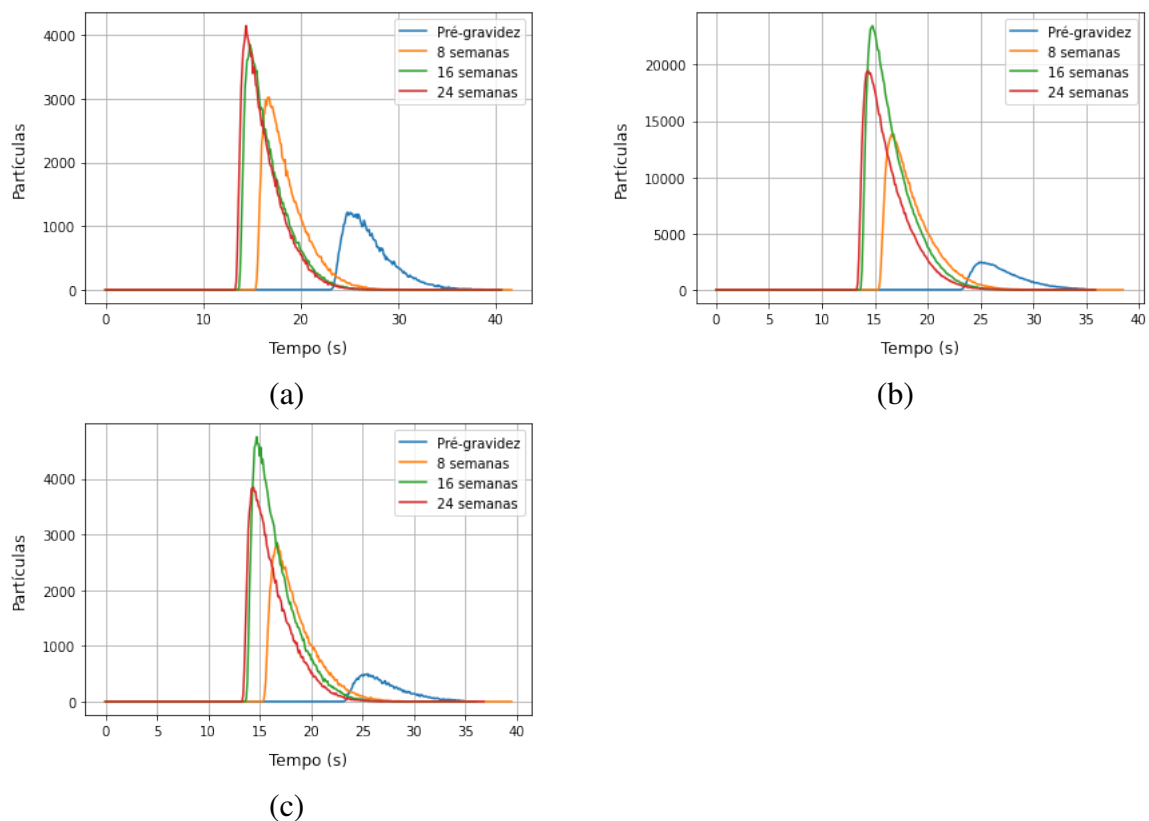 4000
3000
2000
1000
0
Partículas
0 10 20 30 40
Tempo (s)
Pré-gravidez
8 semanas
16 semanas
24 semanas
(a)
20000
15000
10000
5000
0
Partículas
0 5 10 15 20 25 30 35 40
Tempo (s)
Pré-gravidez
8 semanas
16 semanas
24 semanas
(b)
4000
3000
2000
1000
0
Partículas
0 5 10 15 20 25 30 35 40
Tempo (s)
Pré-gravidez
8 semanas
16 semanas
24 semanas
(c)